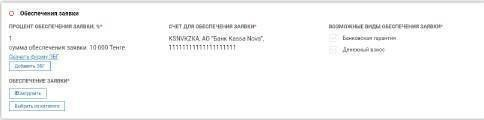 Обеспечения заявки
ПРОЦЕНТ ОБЕСПЕЧЕНИЯ ЗАЯВКИ, %*
1
сумма обеспечения заявки: 10 000 Тенге
Скачать форму ЭБГ
Добавить ЭБГ
ОБЕСПЕЧЕНИЕ ЗАЯВКИ*
Загрузить
Выбрать из каталога
СЧЕТ ДЛЯ ОБЕСПЕЧЕНИЯ ЗАЯВКИ*
KSNVKZKA, АО "Банк Kassa Nova",
ВОЗМОЖНЫЕ ВИДЫ ОБЕСПЕЧЕНИЯ ЗАЯВКИ*
Банковская гарантия
Денежный взнос